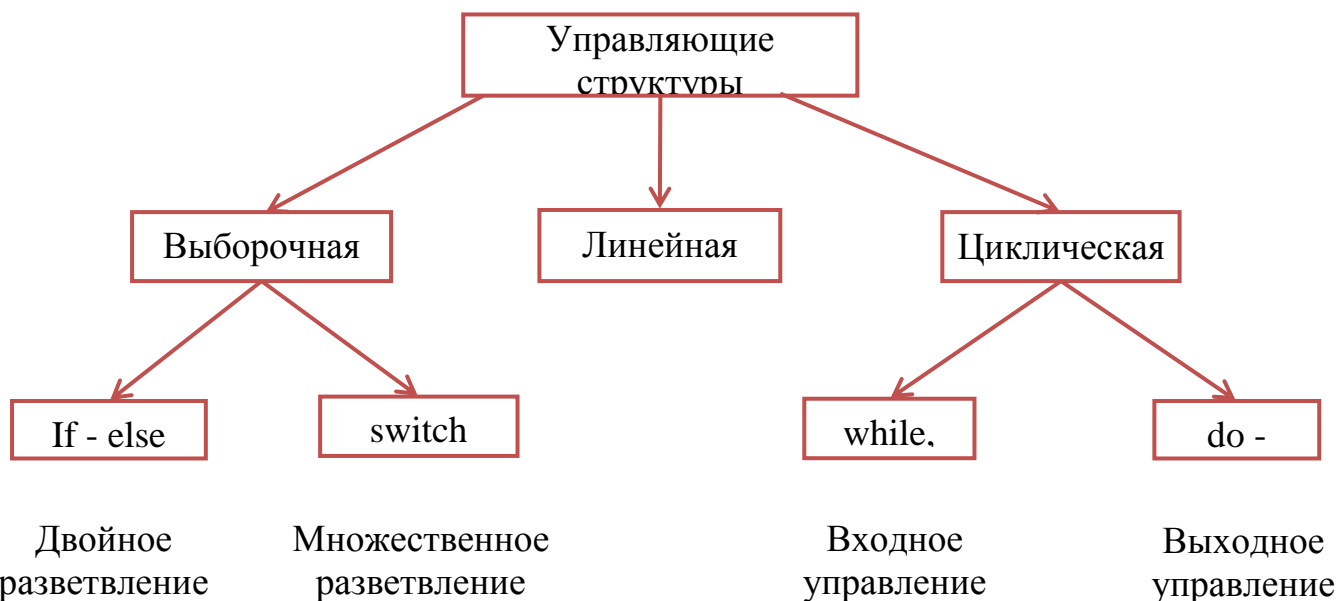 Управляющие
структуры
Выборочная
Линейная
Циклическая
If - else
switch
while,
do -
Двойное
разветвление
Множественное
разветвление
Входное
управление
Выходное
управление